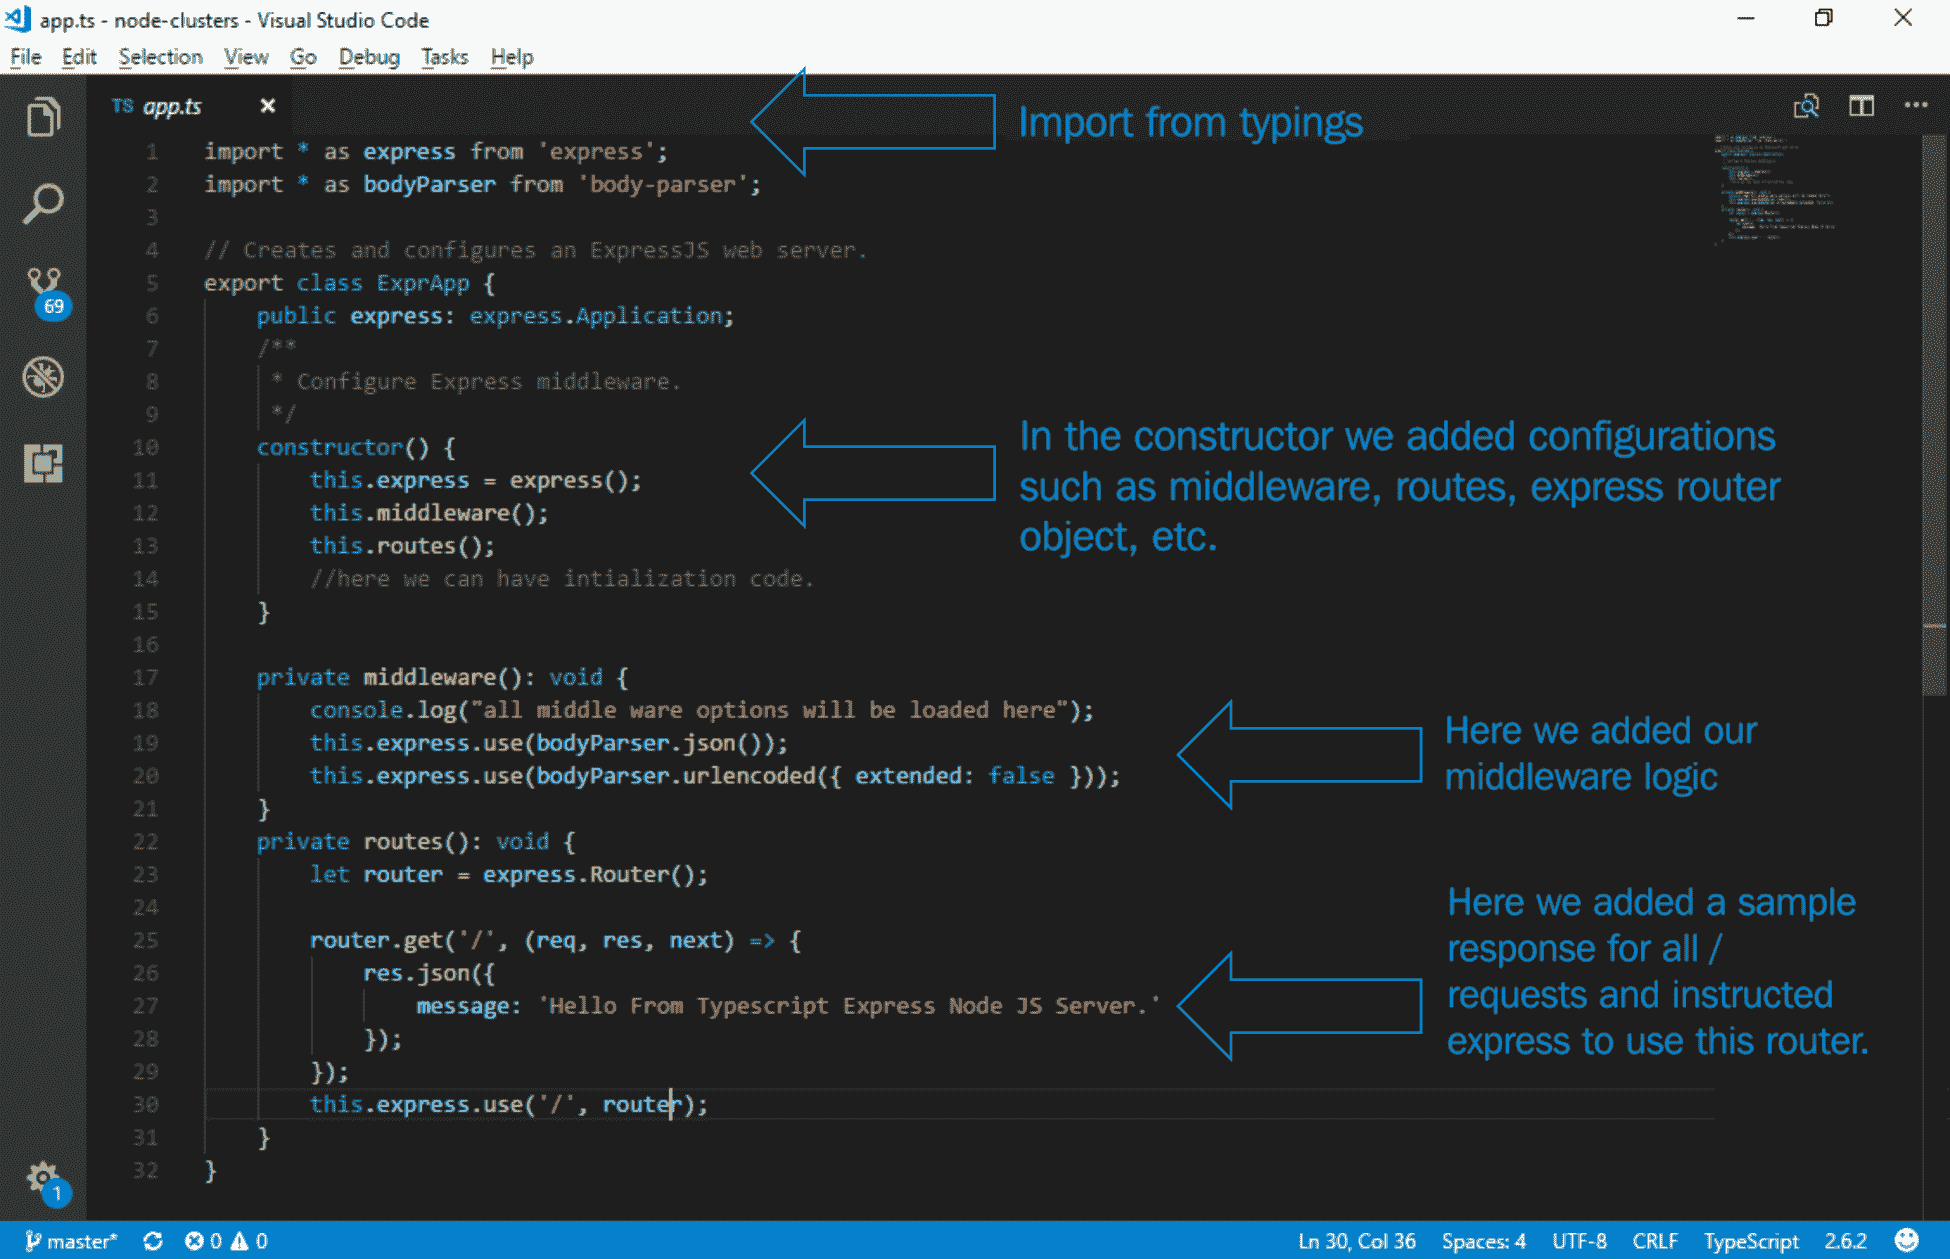 app.ts - node-clusters - Visual Studio Code
File Edit Selection View Go Debug Tasks Help
TS app.ts ×
Import from typings
1 import * as express from 'express';
2 import * as bodyParser from 'body-parser';
3
4 // Creates and configures an ExpressJS web server.
5 export class ExprApp {
6 public express: express.Application;
7 /**
8 * Configure Express middleware.
9 */
10 constructor() {
11 this.express = express();
12 this.middleware();
13 this.routes();
14 //here we can have intialization code.
15 }
16
In the constructor we added configurations
such as middleware, routes, express router
object, etc.
17 private middleware(): void {
18 console.log("all middle ware options will be loaded here");
19 this.express.use(bodyParser.json());
20 this.express.use(bodyParser.urlencoded({ extended: false }));
21 }
Here we added our
middleware logic
22 private routes(): void {
23 let router = express.Router();
24
25 router.get('/', (req, res, next) => {
26 res.json({
27 message: 'Hello From Typescript Express Node JS Server.'
28 });
29 });
30 this.express.use('/', router);
31 }
32 }
Here we added a sample
response for all /
requests and instructed
express to use this router.
69
1
master* 0 0 Ln 30, Col 36 Spaces: 4 UTF-8 CRLF TypeScript 2.6.2